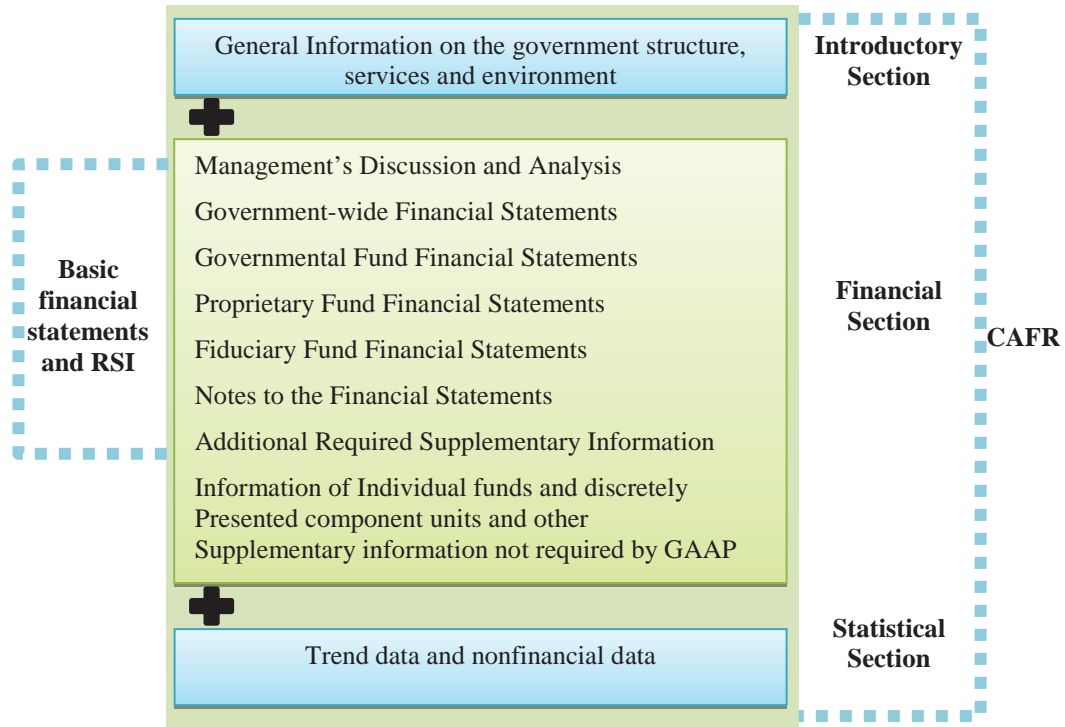 General Information on the government structure,
services and environment
Introductory
Section
Management’s Discussion and Analysis
Government-wide Financial Statements
Governmental Fund Financial Statements
Proprietary Fund Financial Statements
Fiduciary Fund Financial Statements
Notes to the Financial Statements
Additional Required Supplementary Information
Information of Individual funds and discretely
Presented component units and other
Supplementary information not required by GAAP
Basic
financial
statements
and RSI
Financial
Section
CAFR
Trend data and nonfinancial data
Statistical
Section